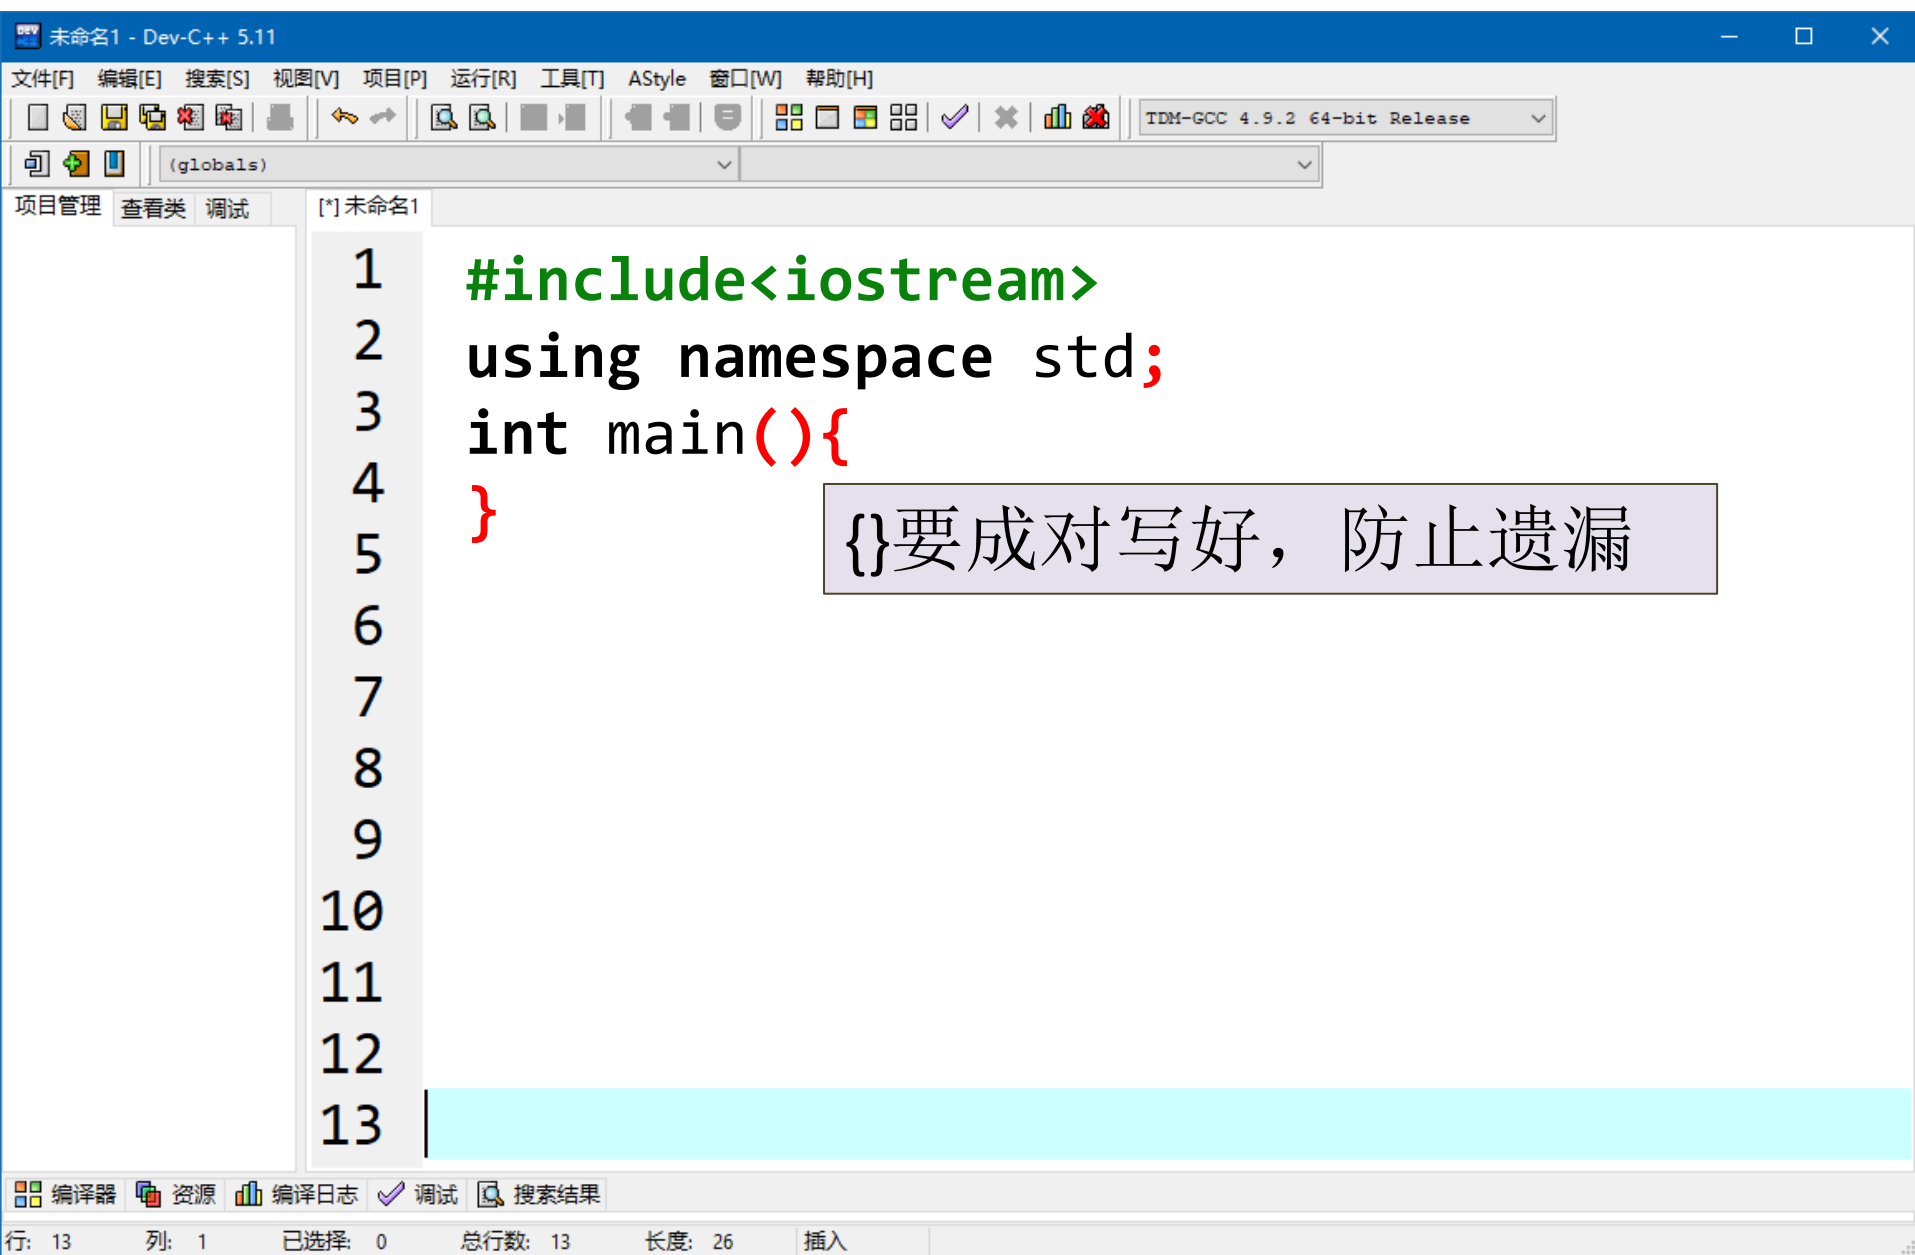 未命名1 - Dev-C++ 5.11
文件[F] 编辑[E] 搜索[S] 视图[V] 项目[P] 运行[R] 工具[T] AStyle 窗口[W] 帮助[H]
TDM-GCC 4.9.2 64-bit Release
(globals)
项目管理 查看类 调试 [*] 未命名1
1 #include<iostream>
2 using namespace std;
3 int main(){
4 }
{}要成对写好，防止遗漏
5
6
7
8
9
10
11
12
13
编译器 资源 编译日志 调试 搜索结果
行: 13 列: 1 已选择: 0 总行数: 13 长度: 26 插入